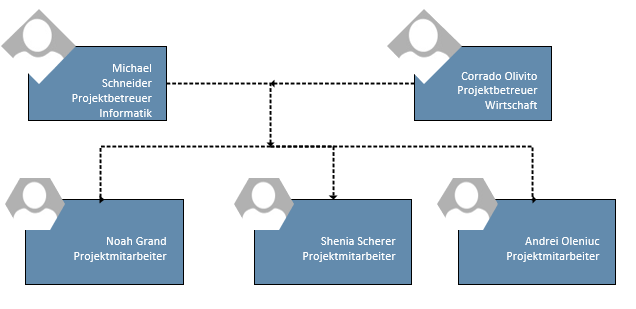 Michael
Schneider
Projektbetreuer
Informatik
Corrado Olivito
Projektbetreuer
Wirtschaft
Noah Grand
Projektmitarbeiter
Shenia Scherer
Projektmitarbeiter
Andrei Oleniuc
Projektmitarbeiter